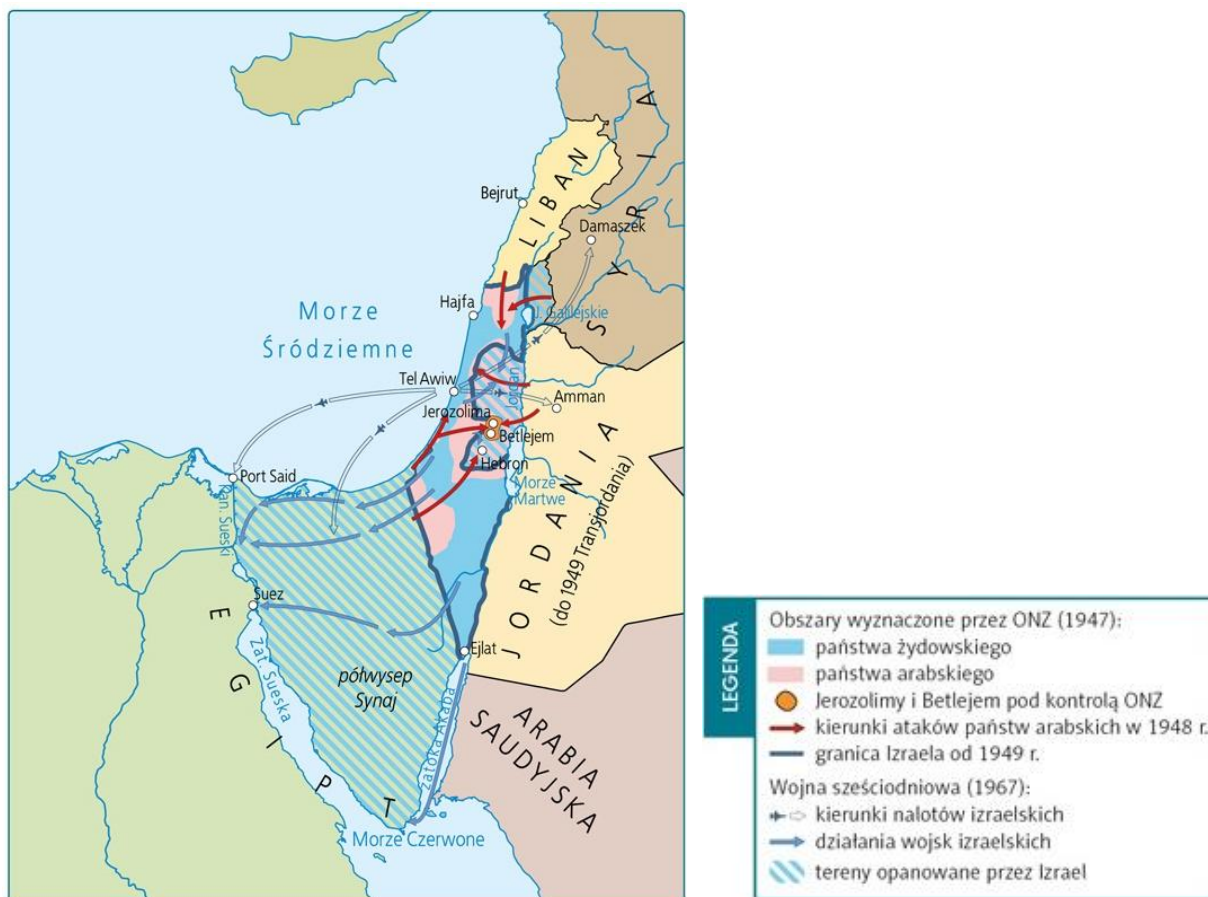 SYRIA
LIBAN
Bejrut
Damaszek
Hajfa
J. Galilejskie
Morze
Śródziemne
Tel Awiw
Jordan
Amman
Jerozolima
Betlejem
Hebron
Port Said
Morze
Martwe
Kan. Sueski
JORDANIA
(do 1949 Transjordania)
Suez
Ejlat
EGIPT
Zat. Sueska
półwysep
Synaj
Zatoka Akaba
ARABIA
SAUDYJSKA
Morze Czerwone
LEGENDA
Obszary wyznaczone przez ONZ (1947):
państwa żydowskiego
państwa arabskiego
Jerozolimy i Betlejem pod kontrolą ONZ
kierunki ataków państw arabskich w 1948 r.
granica Izraela od 1949 r.
Wojna sześciodniowa (1967):
kierunki nalotów izraelskich
działania wojsk izraelskich
tereny opanowane przez Izrael